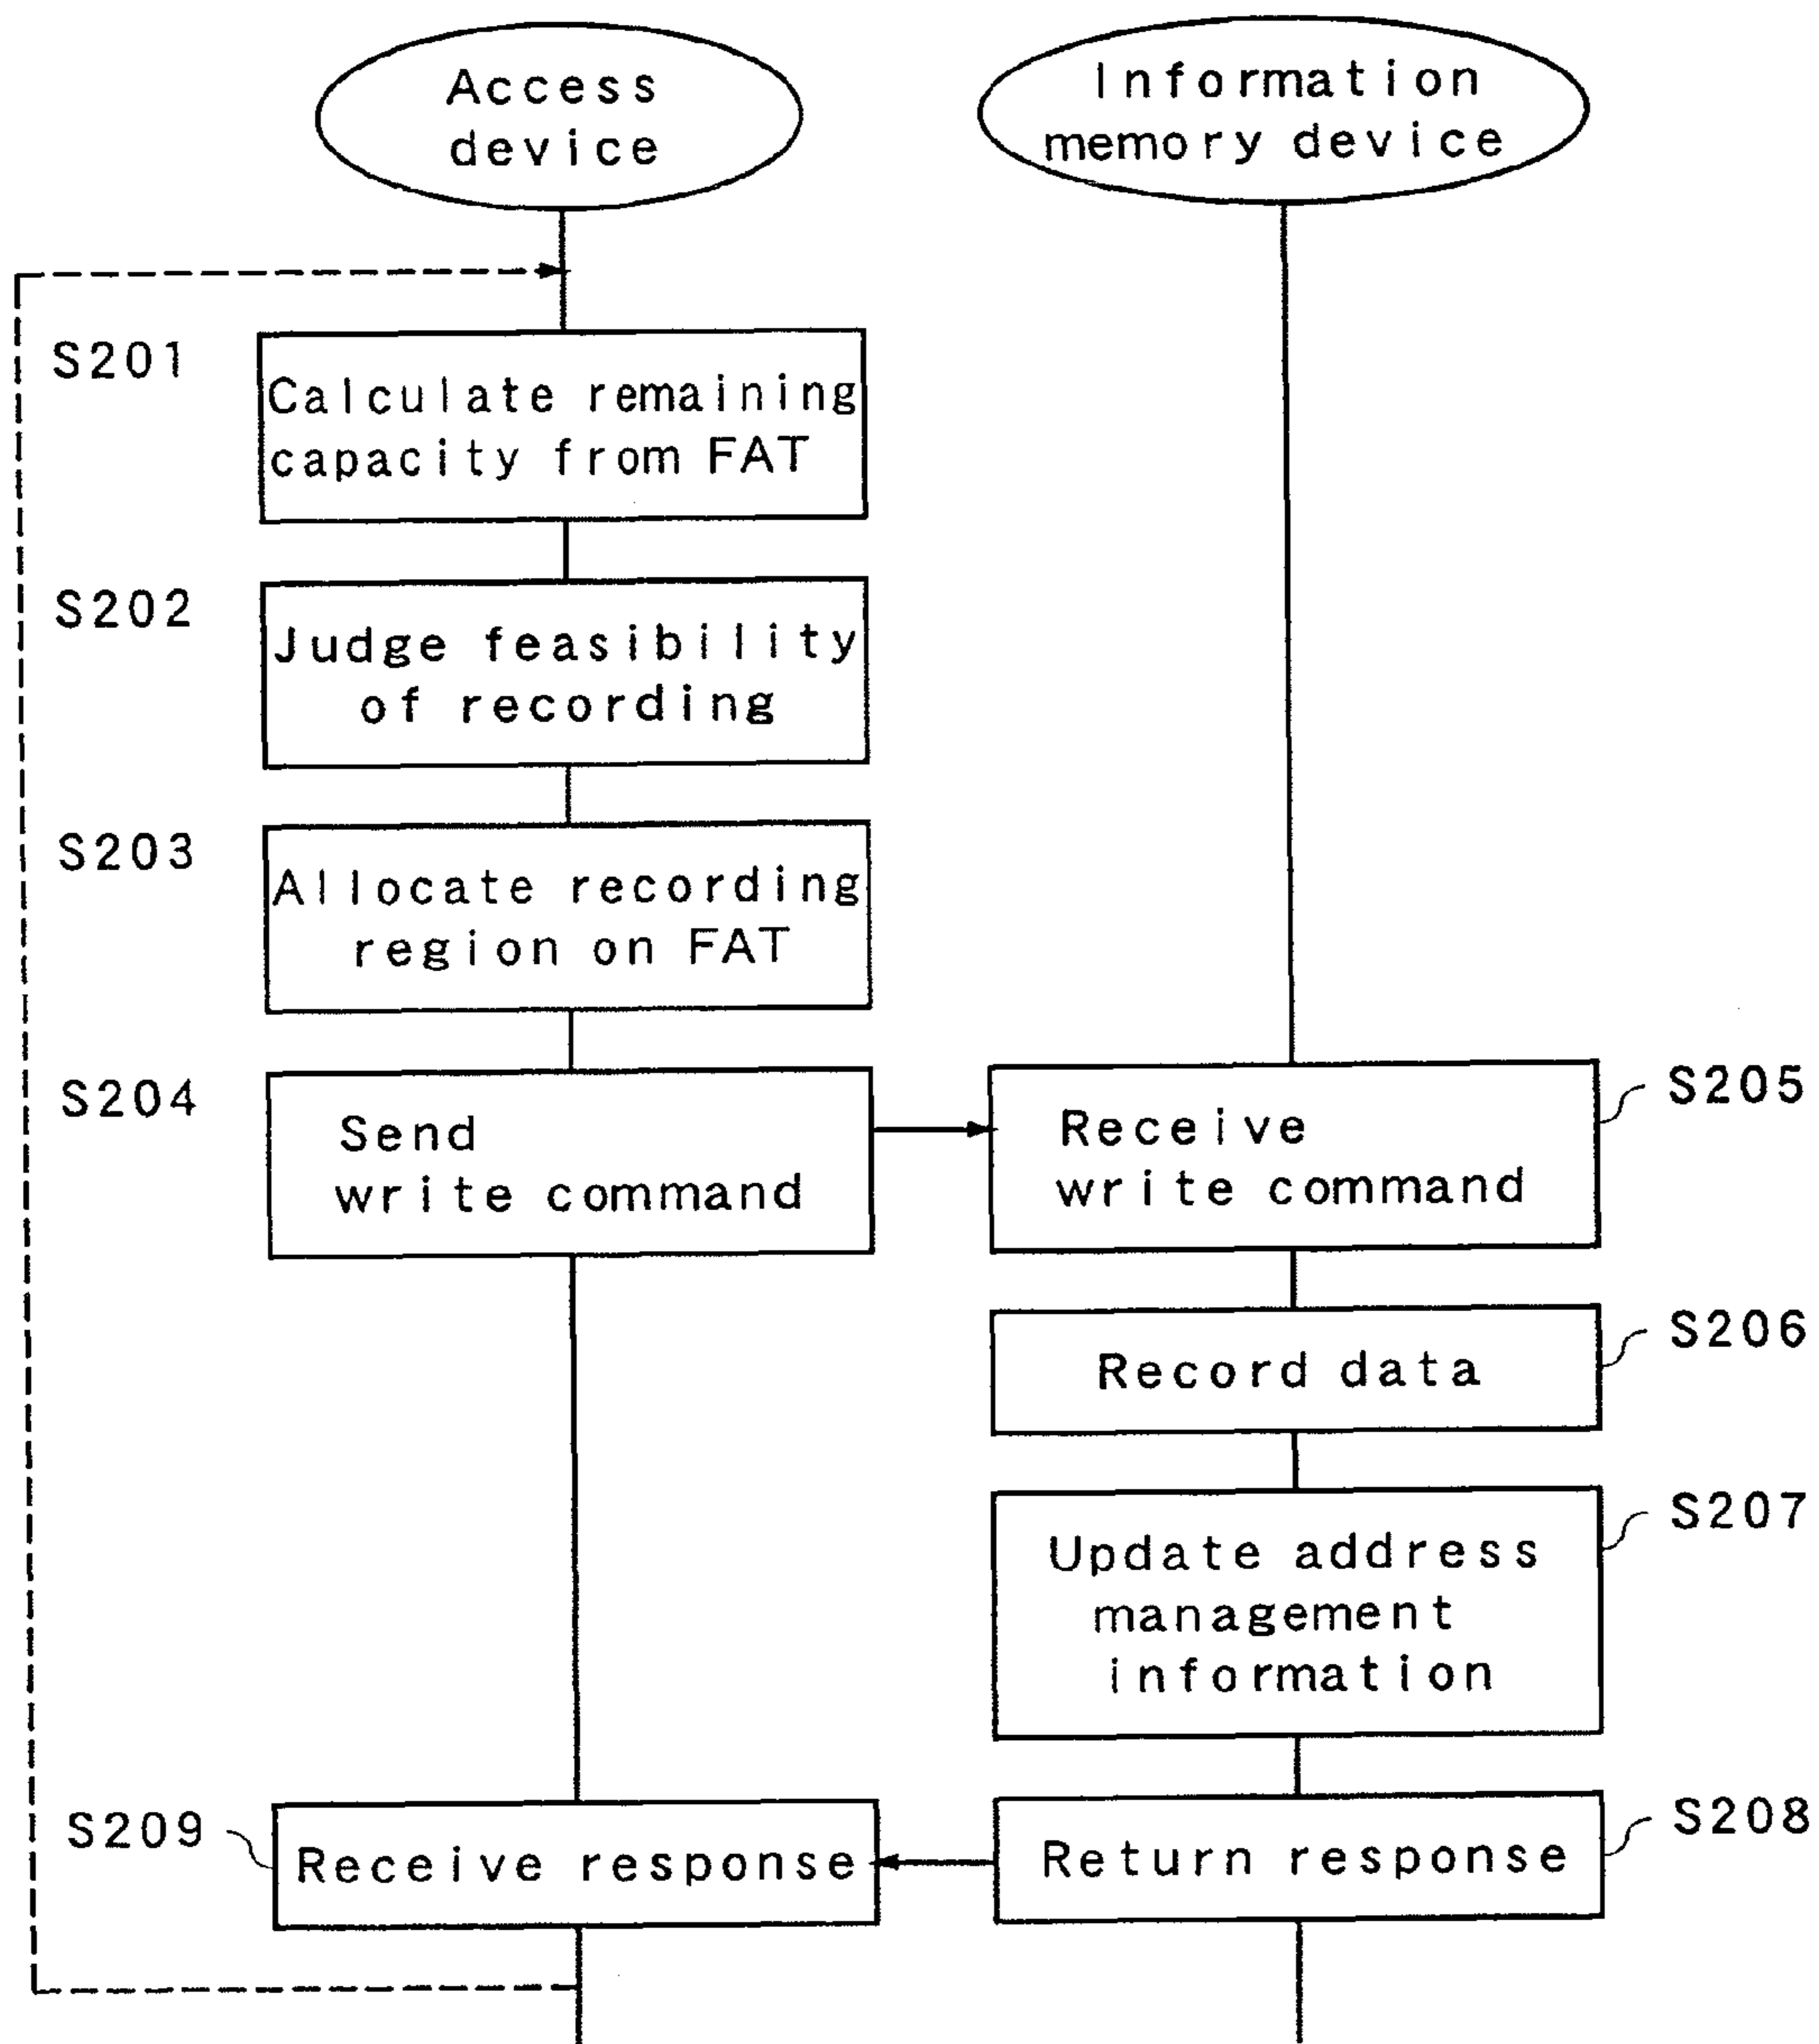 Access
device
Information
memory device
S201
Calculate remaining
capacity from FAT
S202
Judge feasibility
of recording
S203
Allocate recording
region on FAT
S204
Send
write command
S205
Receive
write command
S206
Record data
S207
Update address
management
information
S209
Receive response
S208
Return response